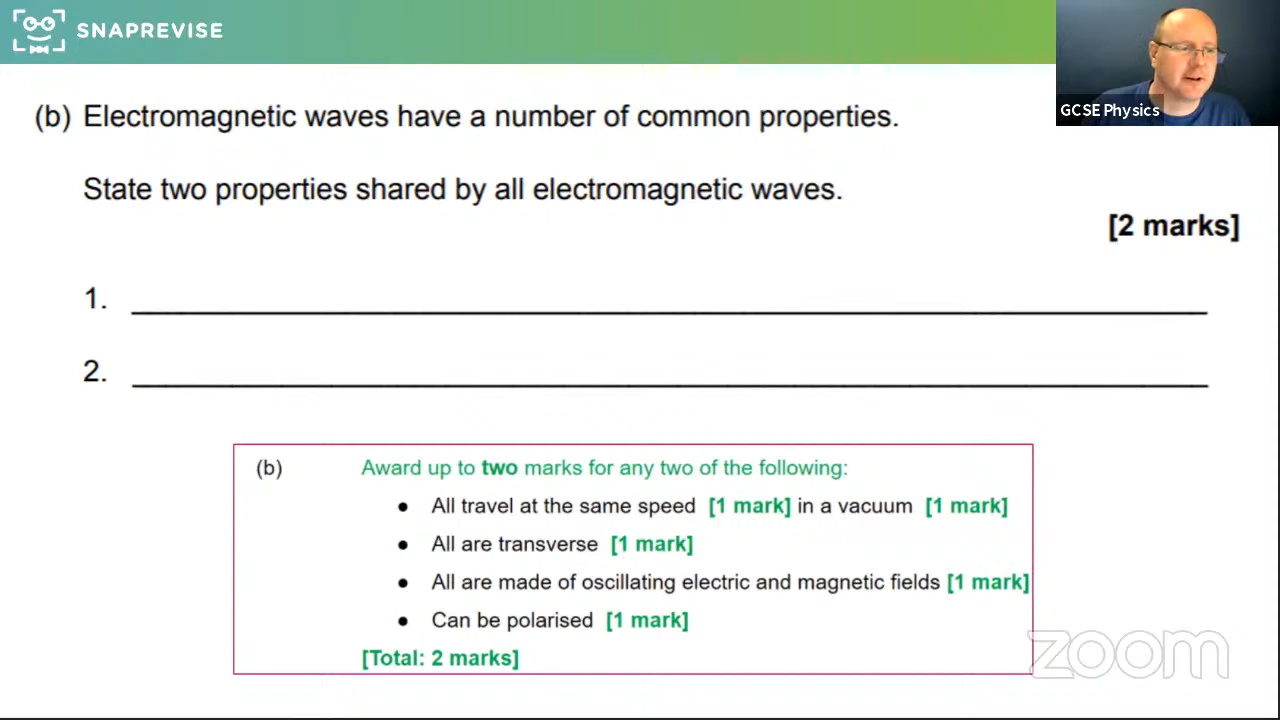 SNAPREVISE
GCSE Physics
(b) Electromagnetic waves have a number of common properties.
State two properties shared by all electromagnetic waves.
[2 marks]
1.
2.
(b) Award up to two marks for any two of the following:
● All travel at the same speed [1 mark] in a vacuum [1 mark]
● All are transverse [1 mark]
● All are made of oscillating electric and magnetic fields [1 mark]
● Can be polarised [1 mark]
[Total: 2 marks]
zoom